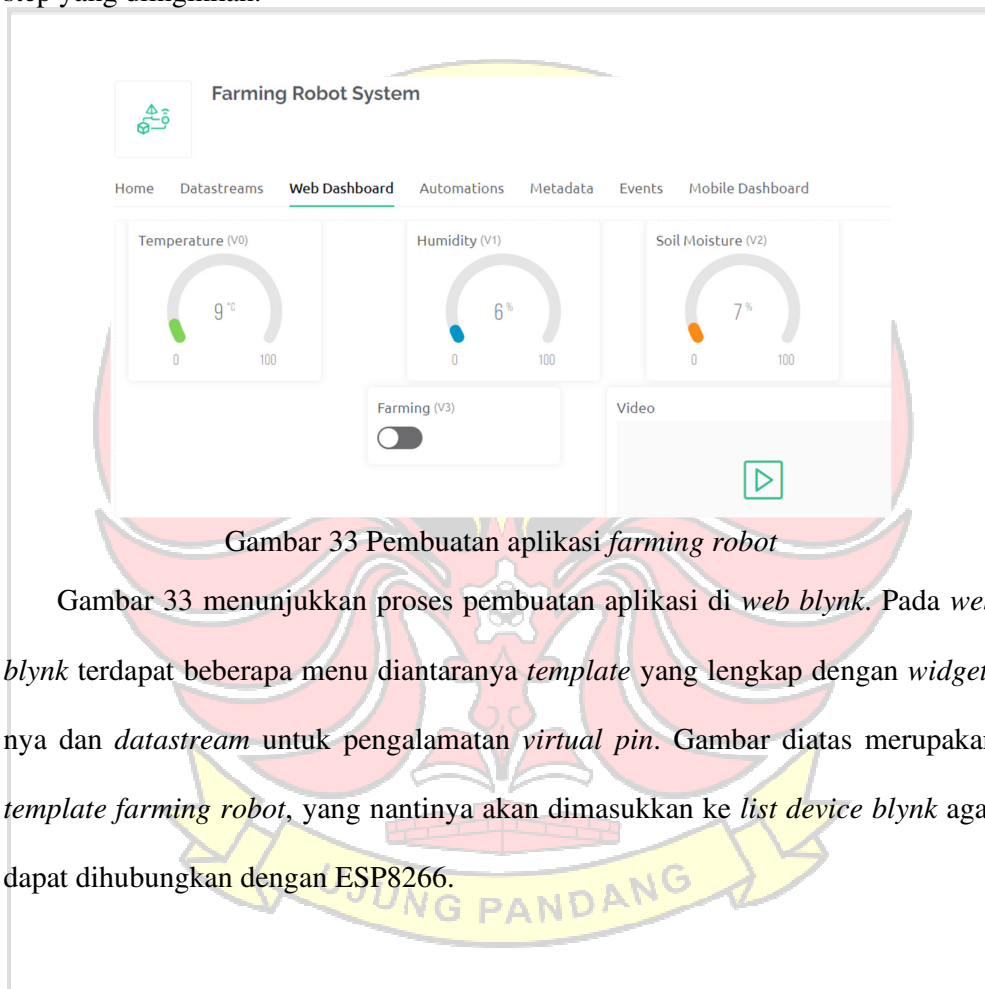 step yang diinginkan.
Farming Robot System
Home Datastreams Web Dashboard Automations Metadata Events Mobile Dashboard
Temperature (V0) Humidity (V1) Soil Moisture (V2)
9 °C 6 % 7 %
0 100 0 100 0 100
Farming (V3) Video
Gambar 33 Pembuatan aplikasi farming robot
Gambar 33 menunjukkan proses pembuatan aplikasi di web blynk. Pada we
blynk terdapat beberapa menu diantaranya template yang lengkap dengan widget
nya dan datastream untuk pengalamatan virtual pin. Gambar diatas merupakan
template farming robot, yang nantinya akan dimasukkan ke list device blynk aga
dapat dihubungkan dengan ESP8266.
UJUNG PANDANG